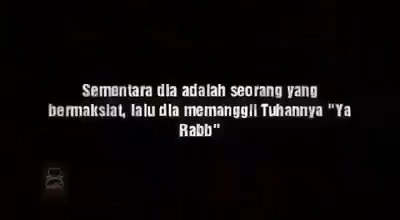 Sementara dia adalah seorang yang
bermaksiat, lalu dia memanggil Tuhannya "Ya
Rabb"